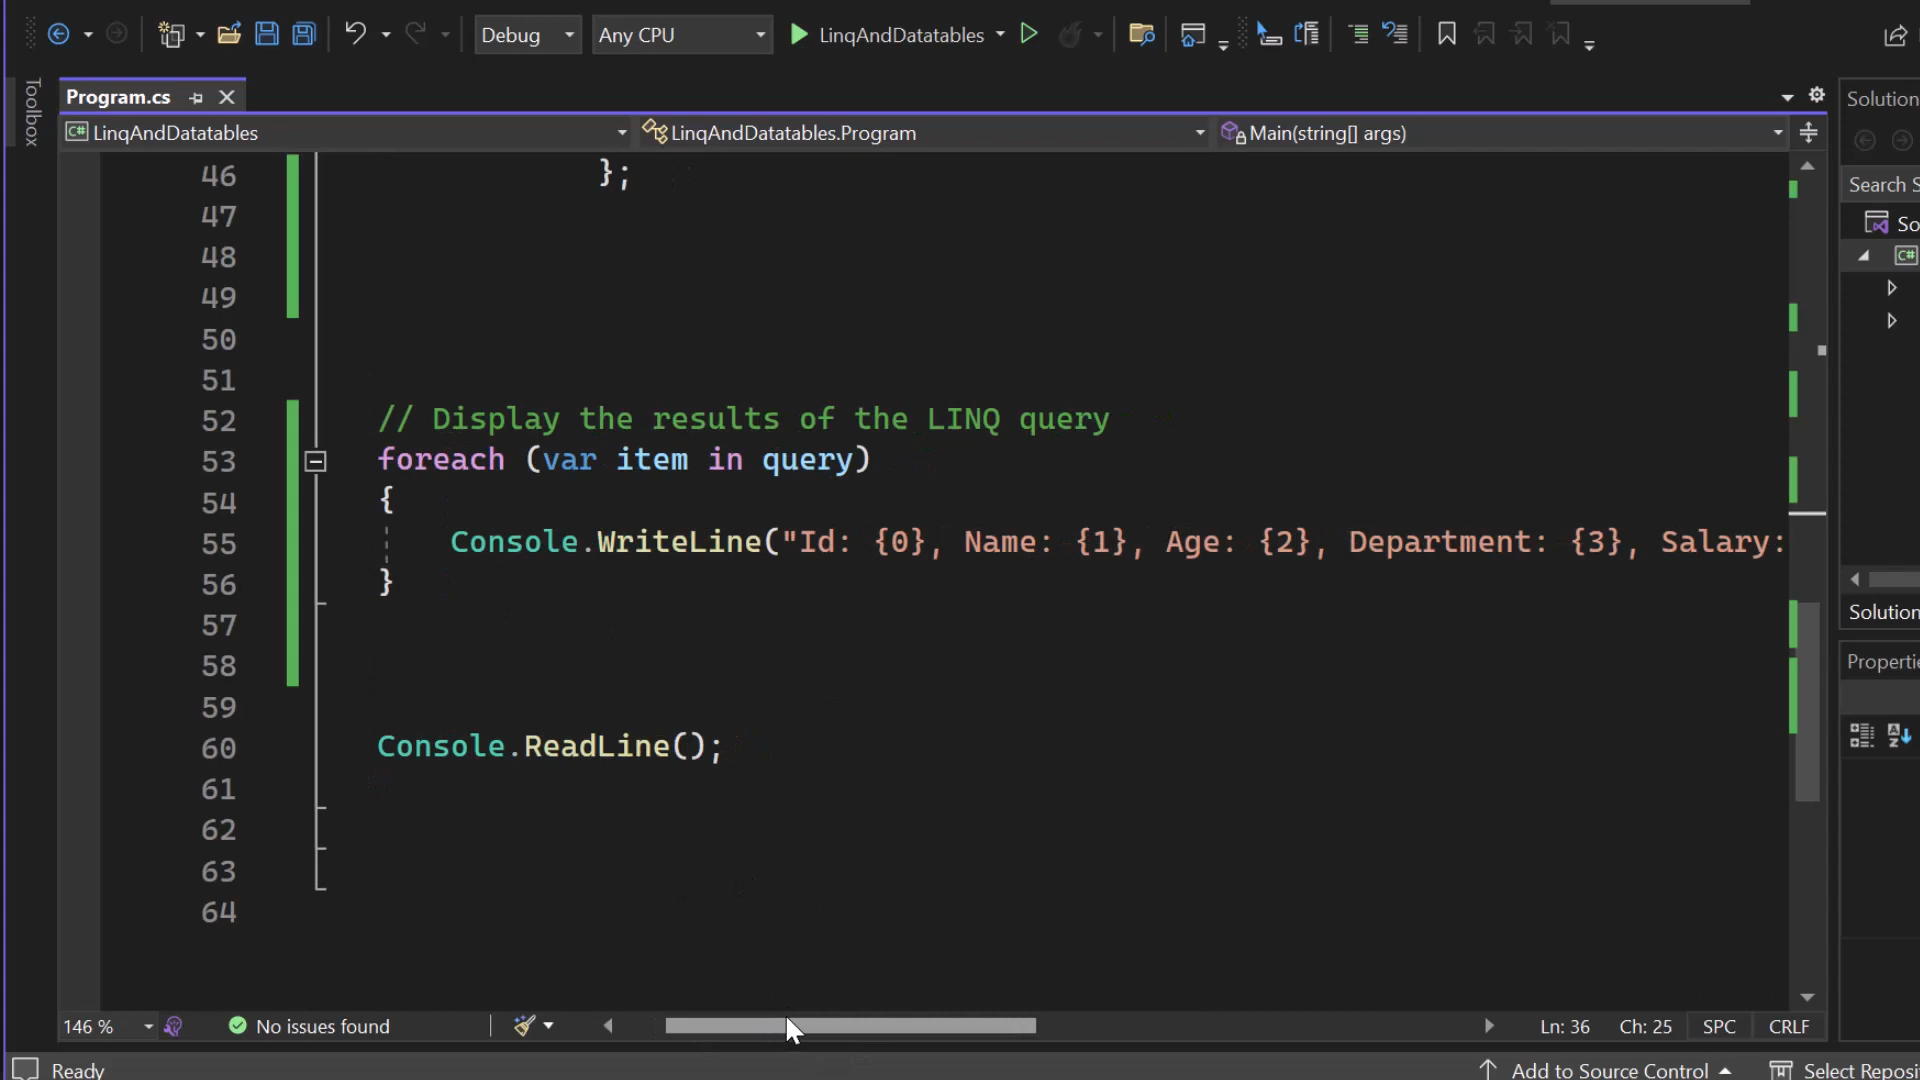 Debug Any CPU LinqAndDatatables
Toolbox
Program.cs
Solution
LinqAndDatatables LinqAndDatatables.Program Main(string[] args)
Search S
So
46 };
47
48
49
50
51
52 // Display the results of the LINQ query
53 foreach (var item in query)
54 {
55 Console.WriteLine("Id: {0}, Name: {1}, Age: {2}, Department: {3}, Salary:
56 }
57
58
59
60 Console.ReadLine();
61
62
63
64
Solution
Properti
146 % No issues found Ln: 36 Ch: 25 SPC CRLF
Ready Add to Source Control Select Reposi